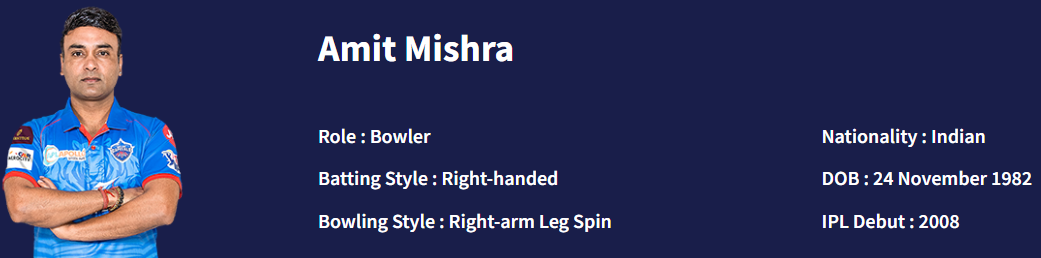 Amit Mishra
Role : Bowler
Nationality : Indian
Batting Style : Right-handed
DOB : 24 November 1982
Bowling Style : Right-arm Leg Spin
IPL Debut : 2008